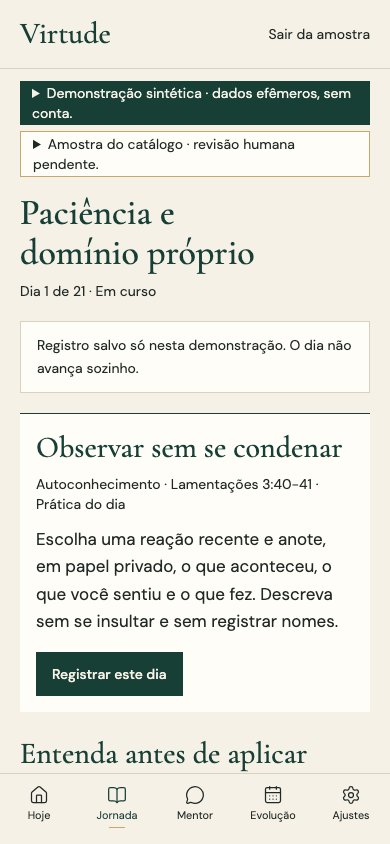 Virtude
Sair da amostra
▶ Demonstração sintética · dados efêmeros, sem
conta.
▶ Amostra do catálogo · revisão humana
pendente.
Paciência e
domínio próprio
Dia 1 de 21 · Em curso
Registro salvo só nesta demonstração. O dia não
avança sozinho.
Observar sem se condenar
Autoconhecimento · Lamentações 3:40-41 ·
Prática do dia
Escolha uma reação recente e anote,
em papel privado, o que aconteceu, o
que você sentiu e o que fez. Descreva
sem se insultar e sem registrar nomes.
Registrar este dia
Entenda antes de aplicar
Hoje
Jornada
Mentor
Evolução
Ajustes